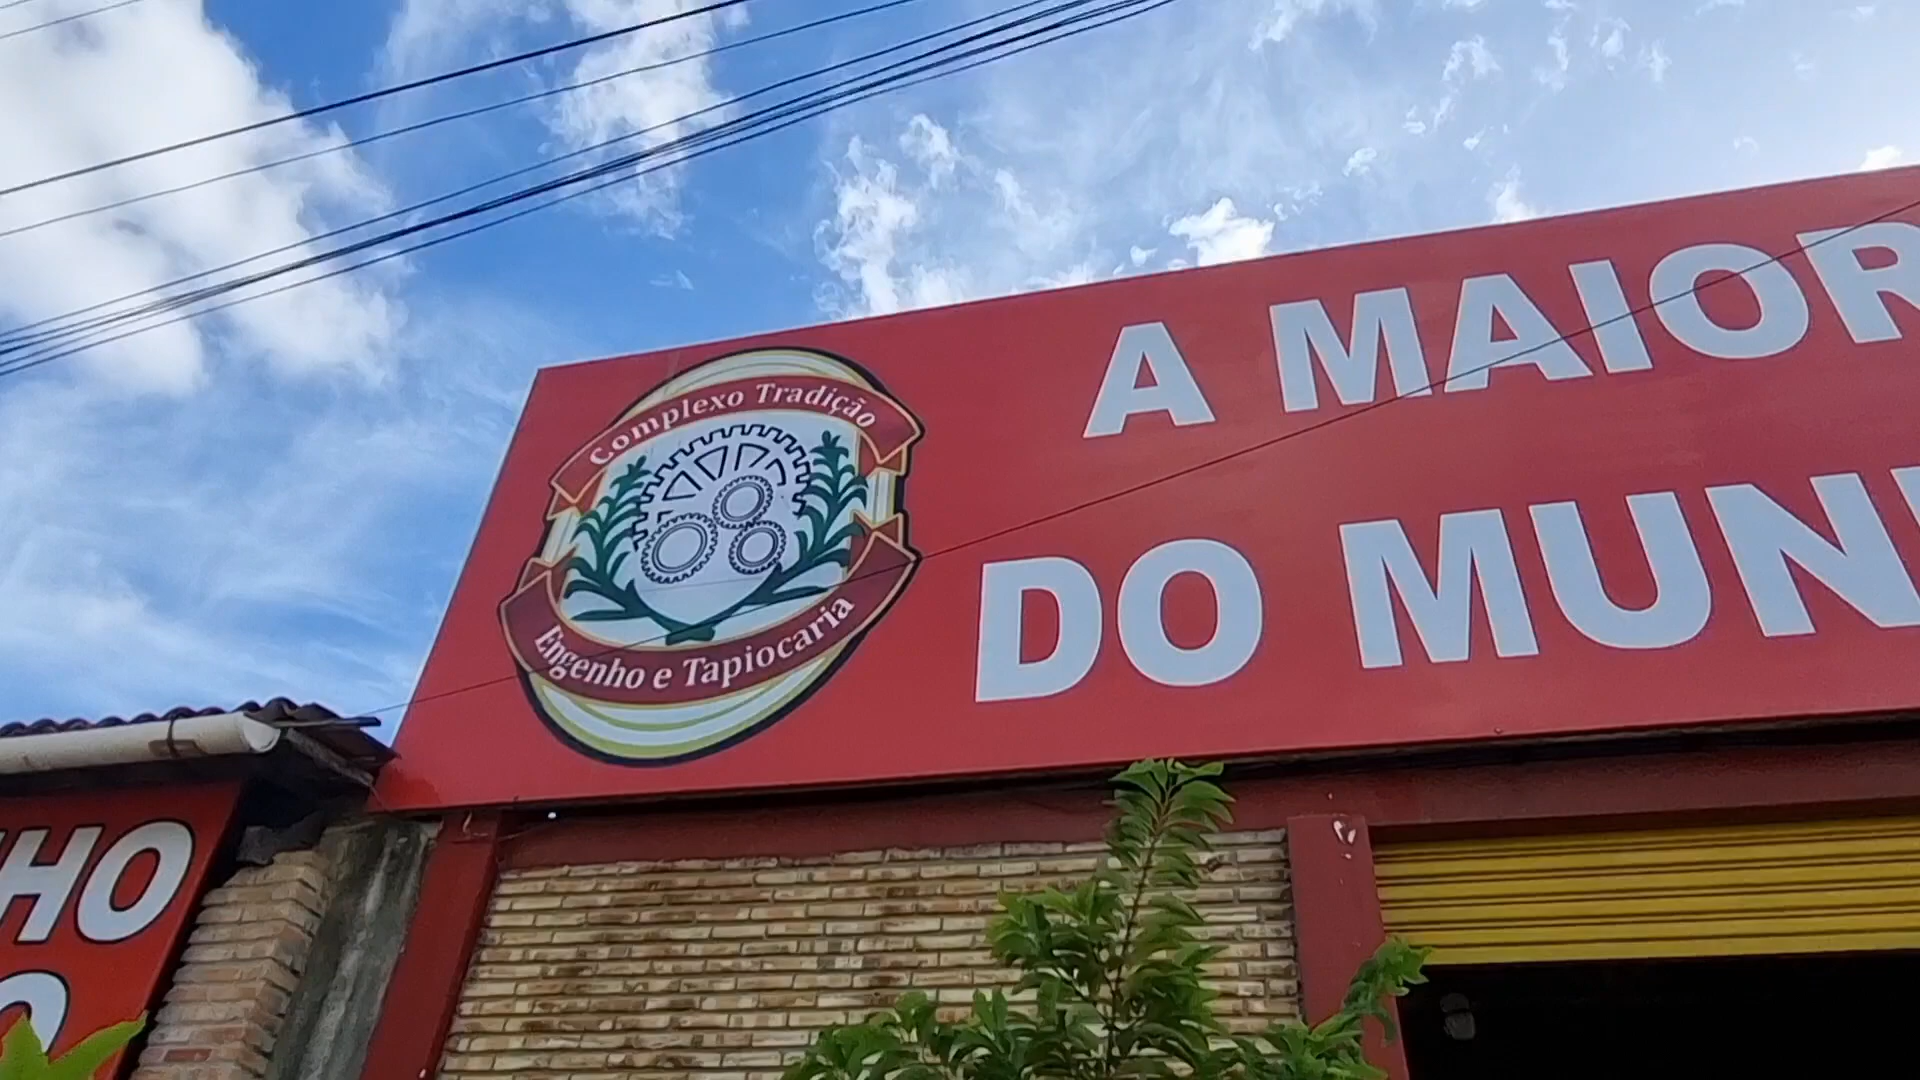 Complexo Tradição
Engenho e Tapiocaria
A MAIOR
DO MUN
HO
O